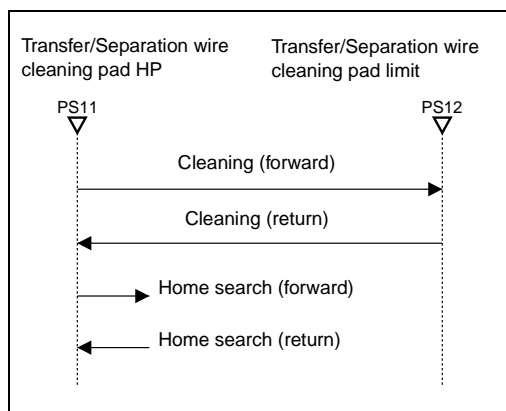 Transfer/Separation wire
cleaning pad HP
Transfer/Separation wire
cleaning pad limit
PS11
PS12
Cleaning (forward)
Cleaning (return)
Home search (forward)
Home search (return)